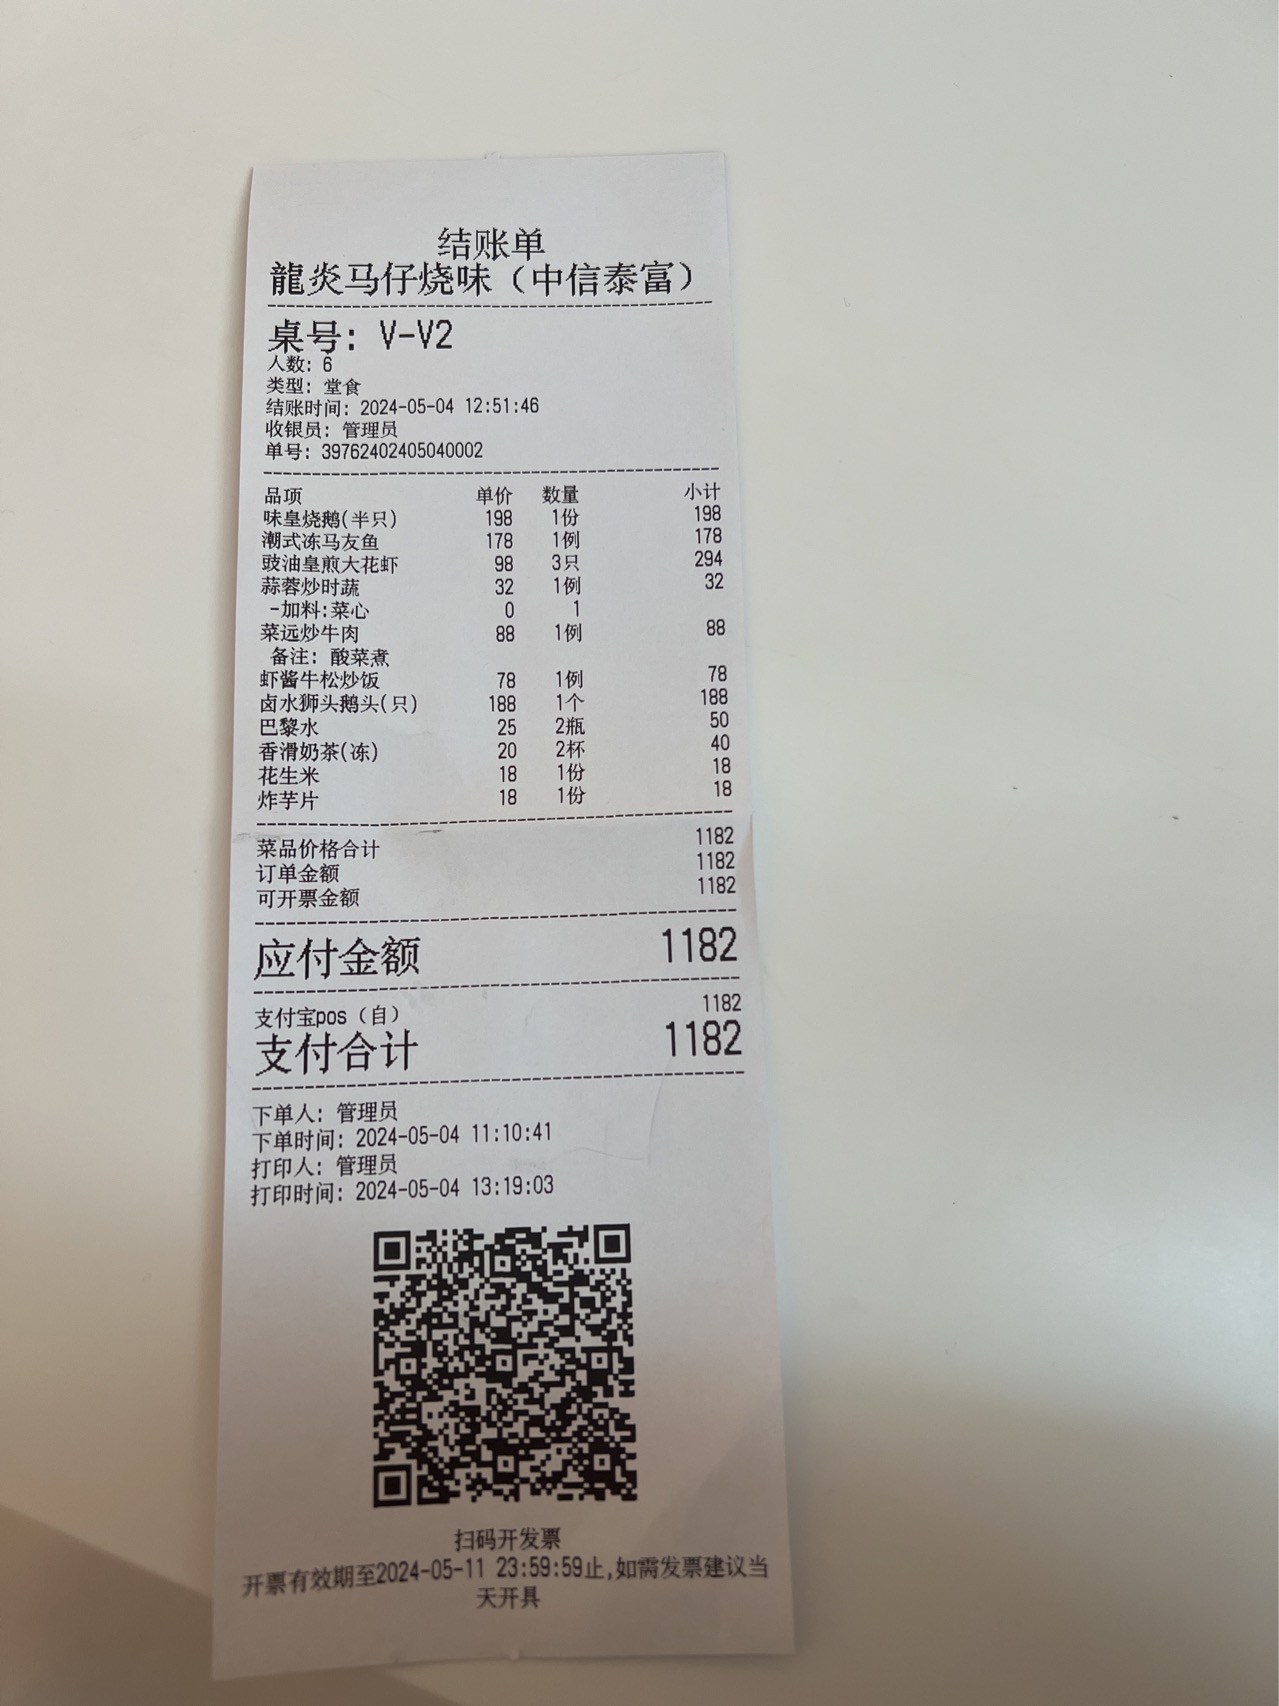 结账单
龍炎马仔烧味（中信泰富）
桌号: V-V2
人数: 6
类型: 堂食
结账时间: 2024-05-04 12:51:46
收银员: 管理员
单号: 39762402405040002
品项 单价 数量 小计
味皇烧鹅(半只) 198 1份 198
潮式冻马友鱼 178 1例 178
豉油皇煎大花虾 98 3只 294
蒜蓉炒时蔬 32 1例 32
-加料:菜心 0 1
菜远炒牛肉 88 1例 88
备注: 酸菜煮
虾酱牛松炒饭 78 1例 78
卤水狮头鹅头(只) 188 1个 188
巴黎水 25 2瓶 50
香滑奶茶(冻) 20 2杯 40
花生米 18 1份 18
炸芋片 18 1份 18
菜品价格合计 1182
订单金额 1182
可开票金额 1182
应付金额 1182
支付宝pos（自） 1182
支付合计 1182
下单人: 管理员
下单时间: 2024-05-04 11:10:41
打印人: 管理员
打印时间: 2024-05-04 13:19:03
扫码开发票
开票有效期至2024-05-11 23:59:59止,如需发票建议当
天开具